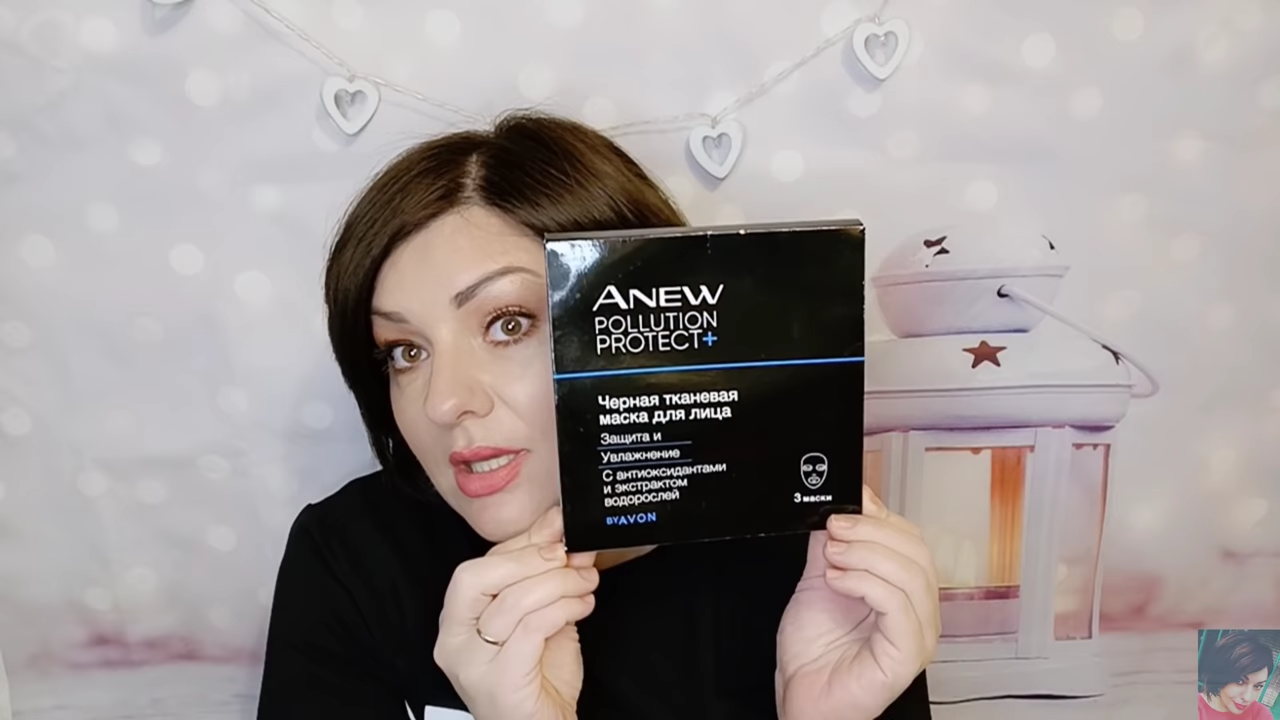 ANEW
POLLUTION
PROTECT+
Черная тканевая
маска для лица
Защита и
Увлажнение
С антиоксидантами
и экстрактом
водорослей
3 маски
BY AVON